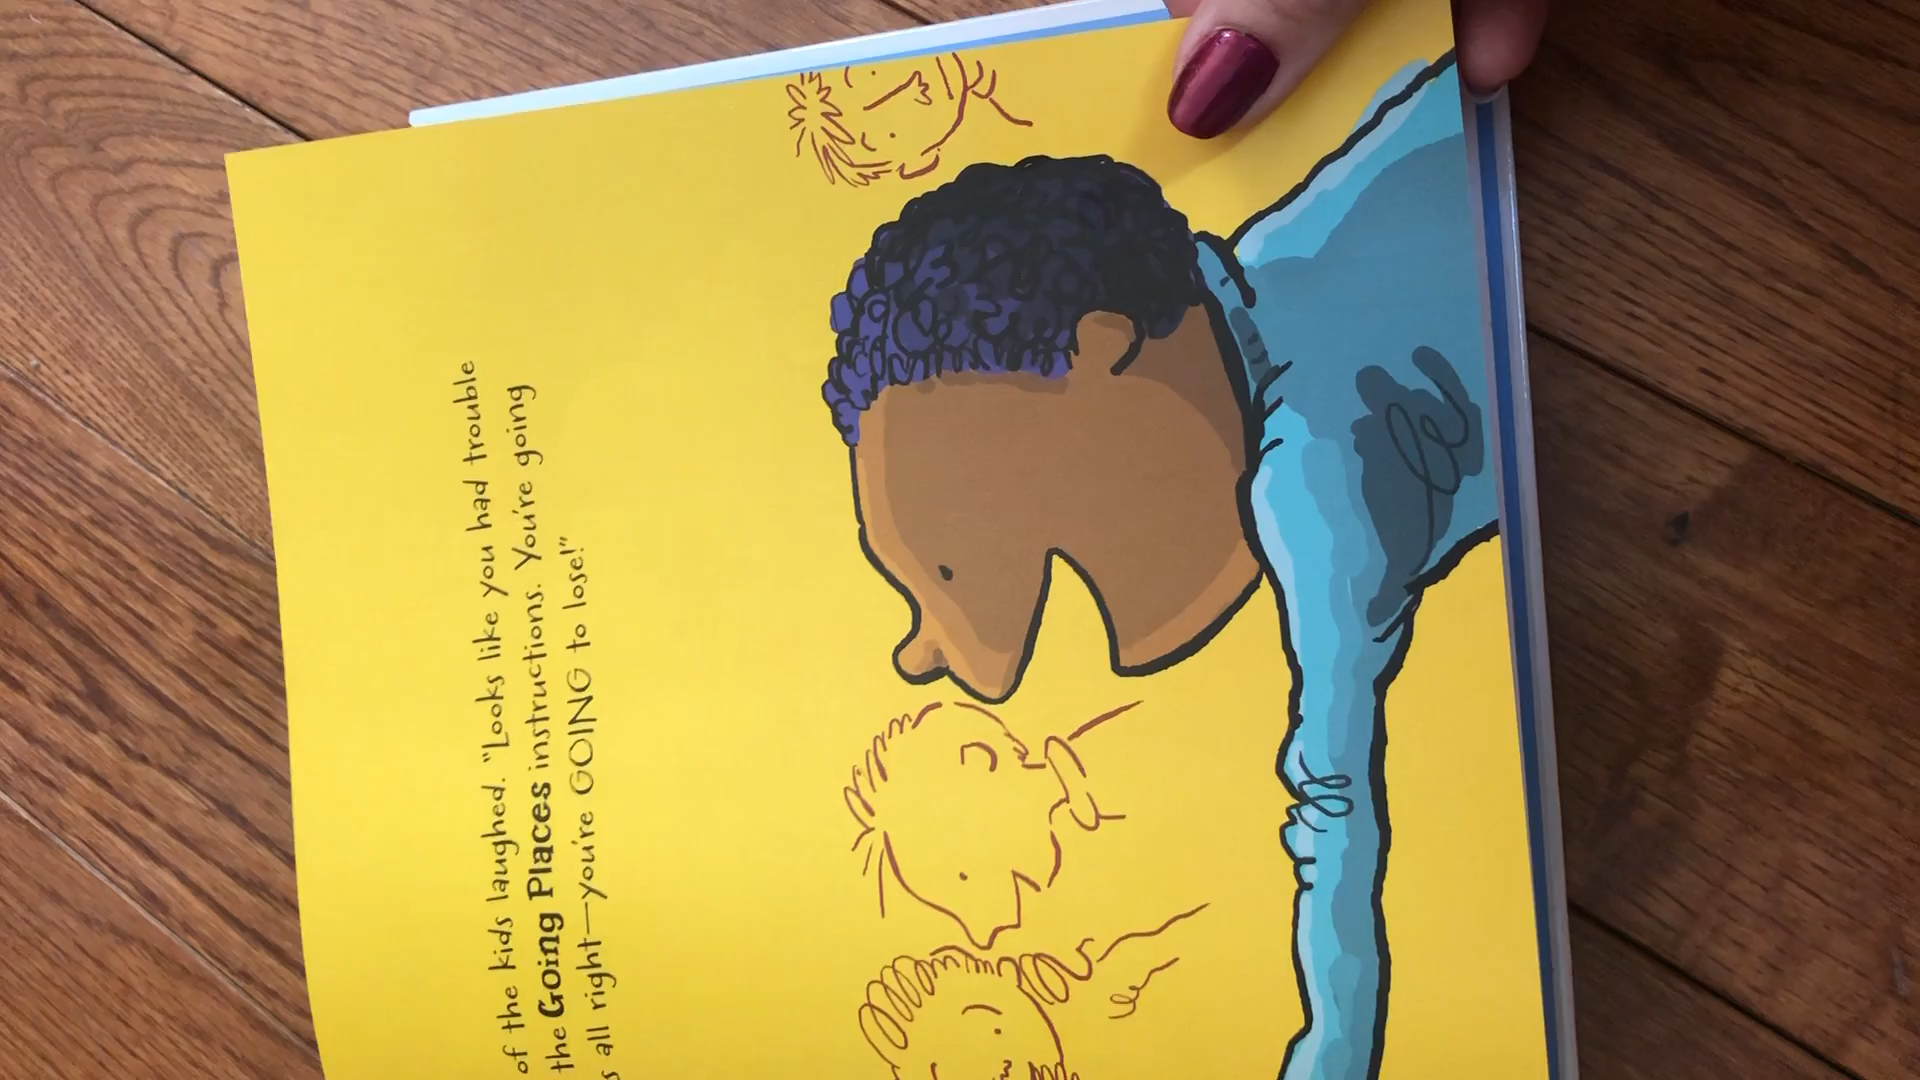 of the kids laughed. "Looks like you had trouble
the Going Places instructions. You're going
all right—you're GOING to lose!"